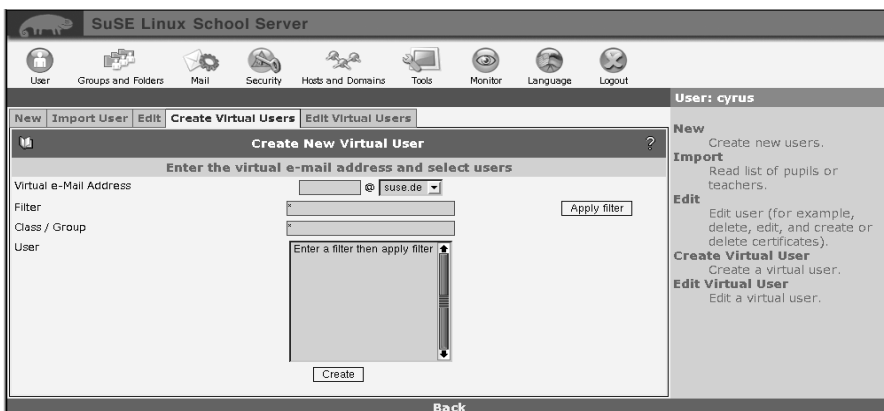 SuSE Linux School Server
User Groups and Folders Mail Security Hosts and Domains Tools Monitor Language Logout
User: cyrus
New Import User Edit Create Virtual Users Edit Virtual Users
Create New Virtual User ?
Enter the virtual e-mail address and select users
Virtual e-Mail Address @ suse.de
Filter * Apply filter
Class / Group *
User Enter a filter then apply filter
Create
New
Create new users.
Import
Read list of pupils or
teachers.
Edit
Edit user (for example,
delete, edit, and create or
delete certificates).
Create Virtual User
Create a virtual user.
Edit Virtual User
Edit a virtual user.
Back